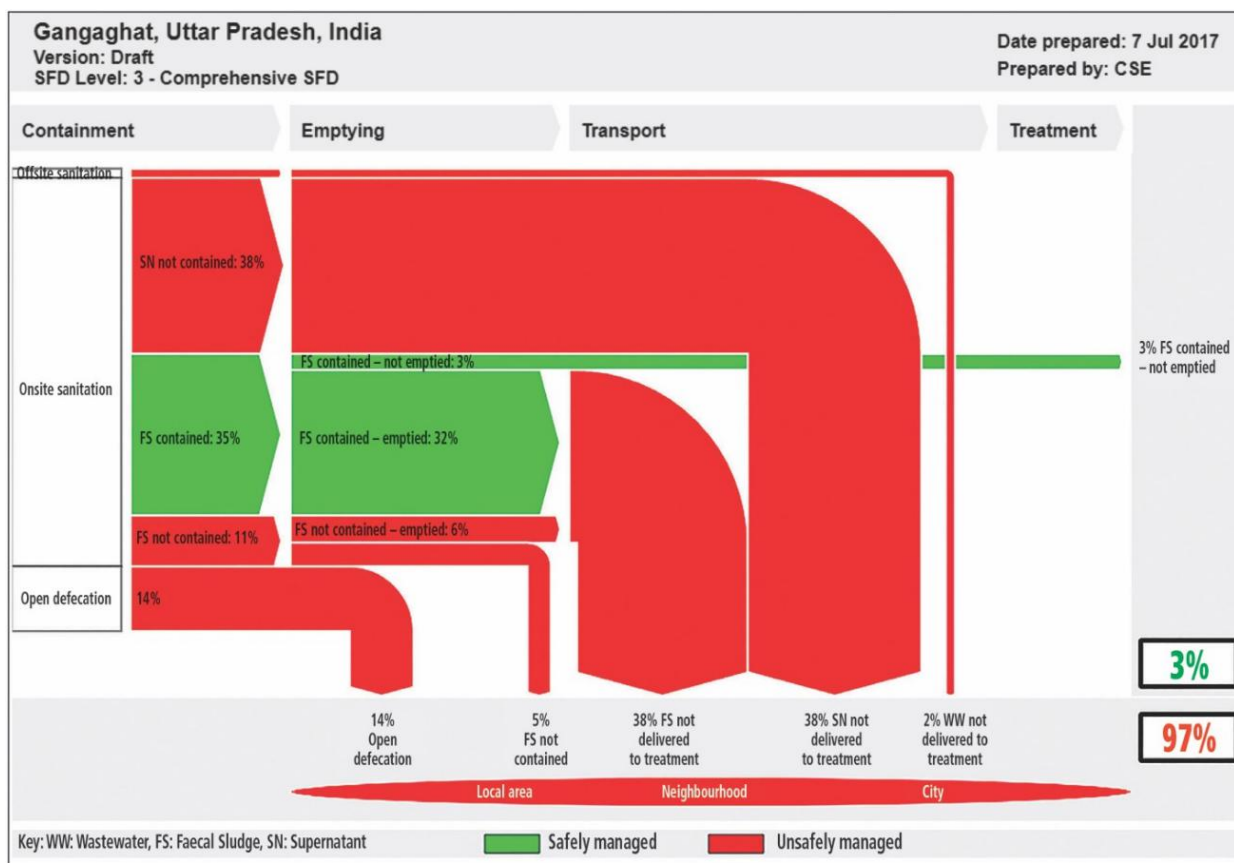 Gangaghat, Uttar Pradesh, India
Version: Draft
SFD Level: 3 - Comprehensive SFD
Date prepared: 7 Jul 2017
Prepared by: CSE
Containment
Emptying
Transport
Treatment
Offsite sanitation
SN not contained: 38%
FS contained – not emptied: 3%
3% FS contained
– not emptied
Onsite sanitation
FS contained: 35%
FS contained – emptied: 32%
FS not contained: 11%
FS not contained – emptied: 6%
Open defecation
14%
3%
97%
14%
Open
defecation
5%
FS not
contained
38% FS not
delivered
to treatment
38% SN not
delivered
to treatment
2% WW not
delivered to
treatment
Local area
Neighbourhood
City
Key: WW: Wastewater, FS: Faecal Sludge, SN: Supernatant
Safely managed
Unsafely managed